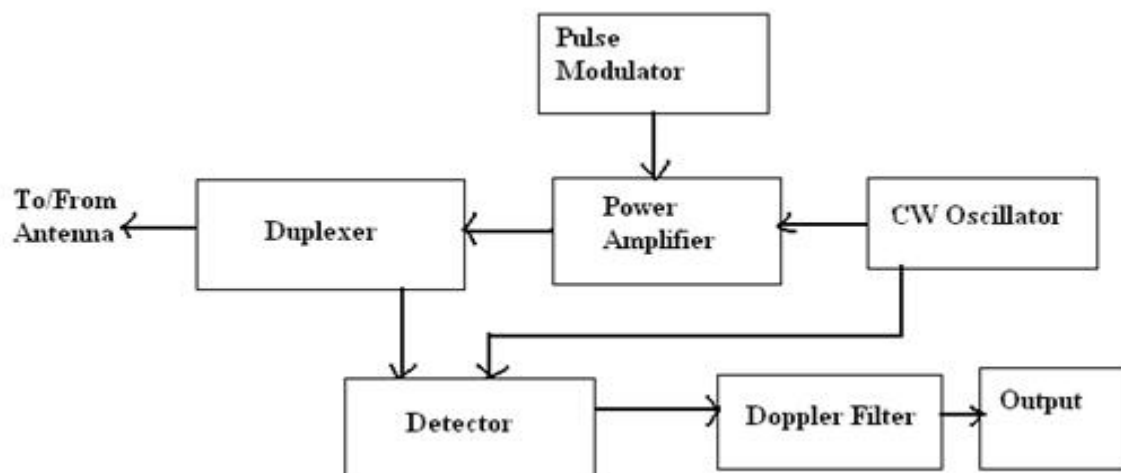 Pulse
Modulator
To/From
Antenna
Duplexer
Power
Amplifier
CW Oscillator
Detector
Doppler Filter
Output